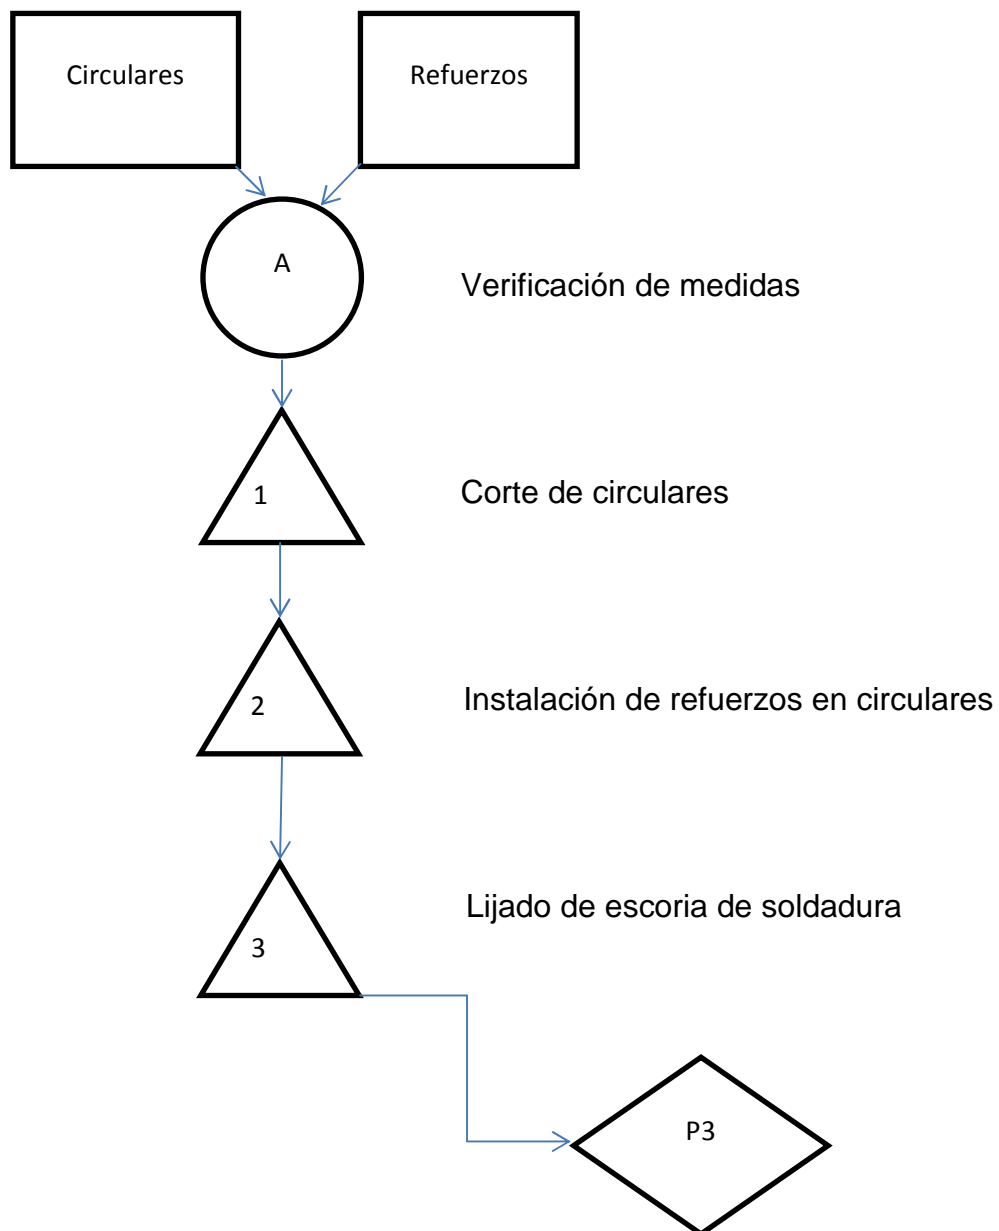 Circulares
Refuerzos
A
Verificación de medidas
1
Corte de circulares
2
Instalación de refuerzos en circulares
3
Lijado de escoria de soldadura
P3